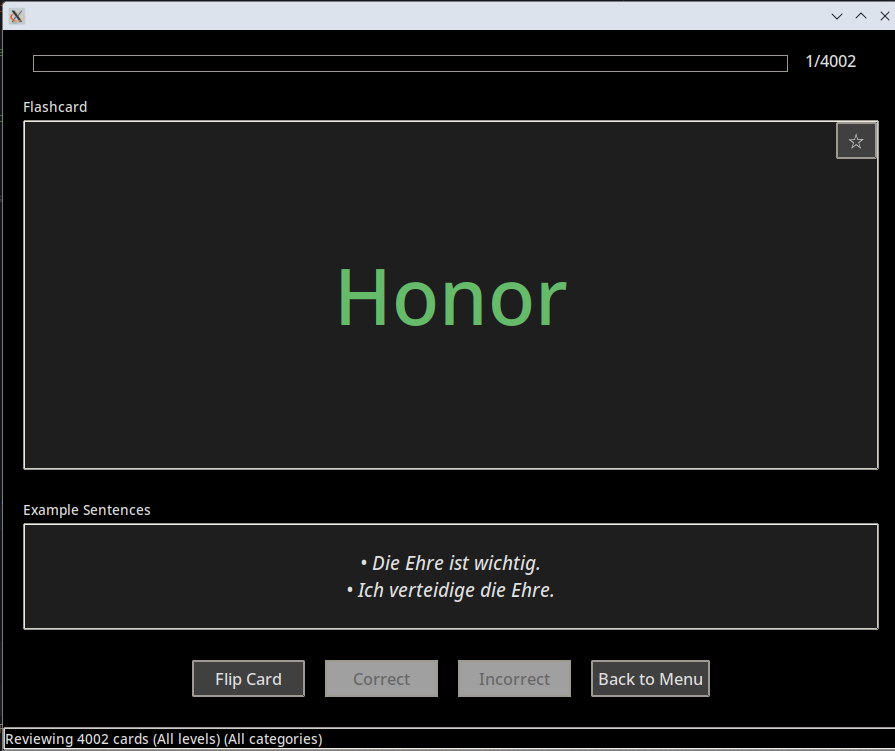 1/4002
Flashcard
☆
Honor
Example Sentences
• Die Ehre ist wichtig.
• Ich verteidige die Ehre.
Flip Card Correct Incorrect Back to Menu
Reviewing 4002 cards (All levels) (All categories)